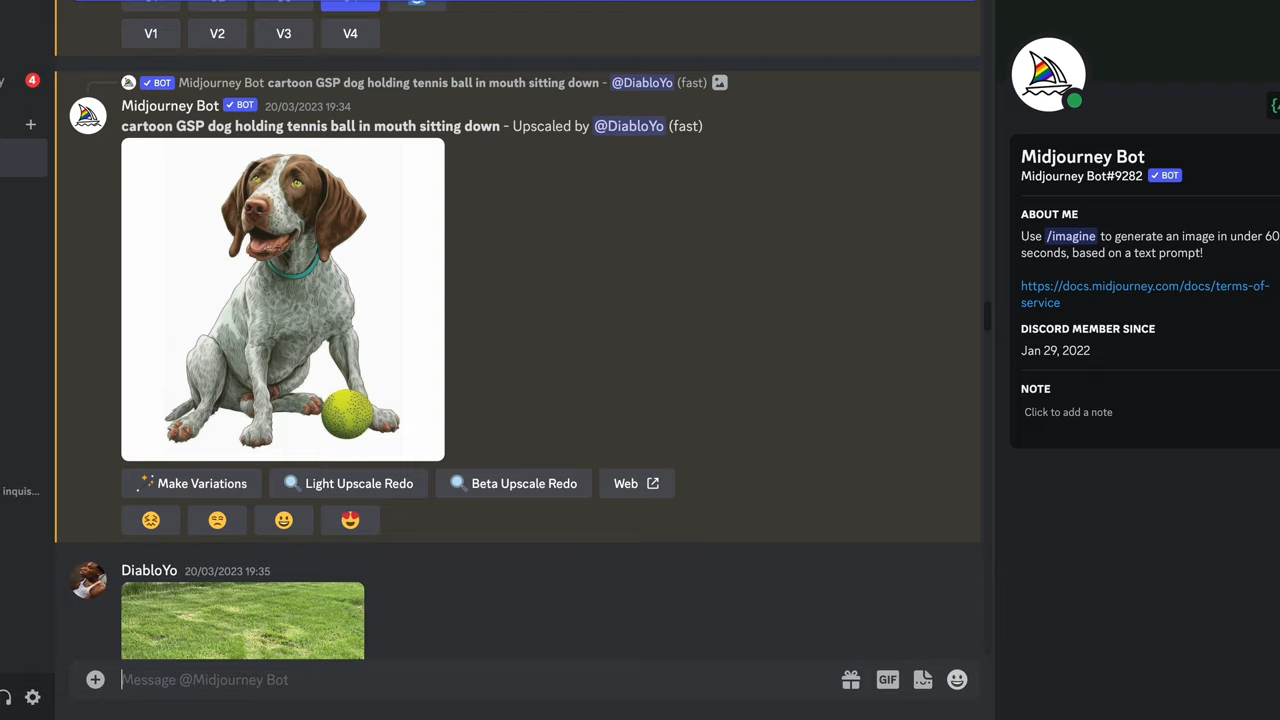 V1 V2 V3 V4
4
BOT Midjourney Bot cartoon GSP dog holding tennis ball in mouth sitting down - @DiabloYo (fast)
Midjourney Bot BOT 20/03/2023 19:34
cartoon GSP dog holding tennis ball in mouth sitting down - Upscaled by @DiabloYo (fast)
Make Variations Light Upscale Redo Beta Upscale Redo Web
inquis...
DiabloYo 20/03/2023 19:35
Message @Midjourney Bot
GIF
Midjourney Bot
Midjourney Bot#9282 BOT
ABOUT ME
Use /imagine to generate an image in under 60
seconds, based on a text prompt!
https://docs.midjourney.com/docs/terms-of-
service
DISCORD MEMBER SINCE
Jan 29, 2022
NOTE
Click to add a note